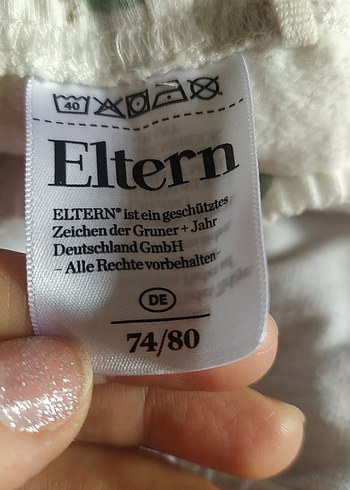 40
Eltern
ELTERN® ist ein geschütztes
Zeichen der Gruner + Jahr
Deutschland GmbH
– Alle Rechte vorbehalten–
DE
74/80